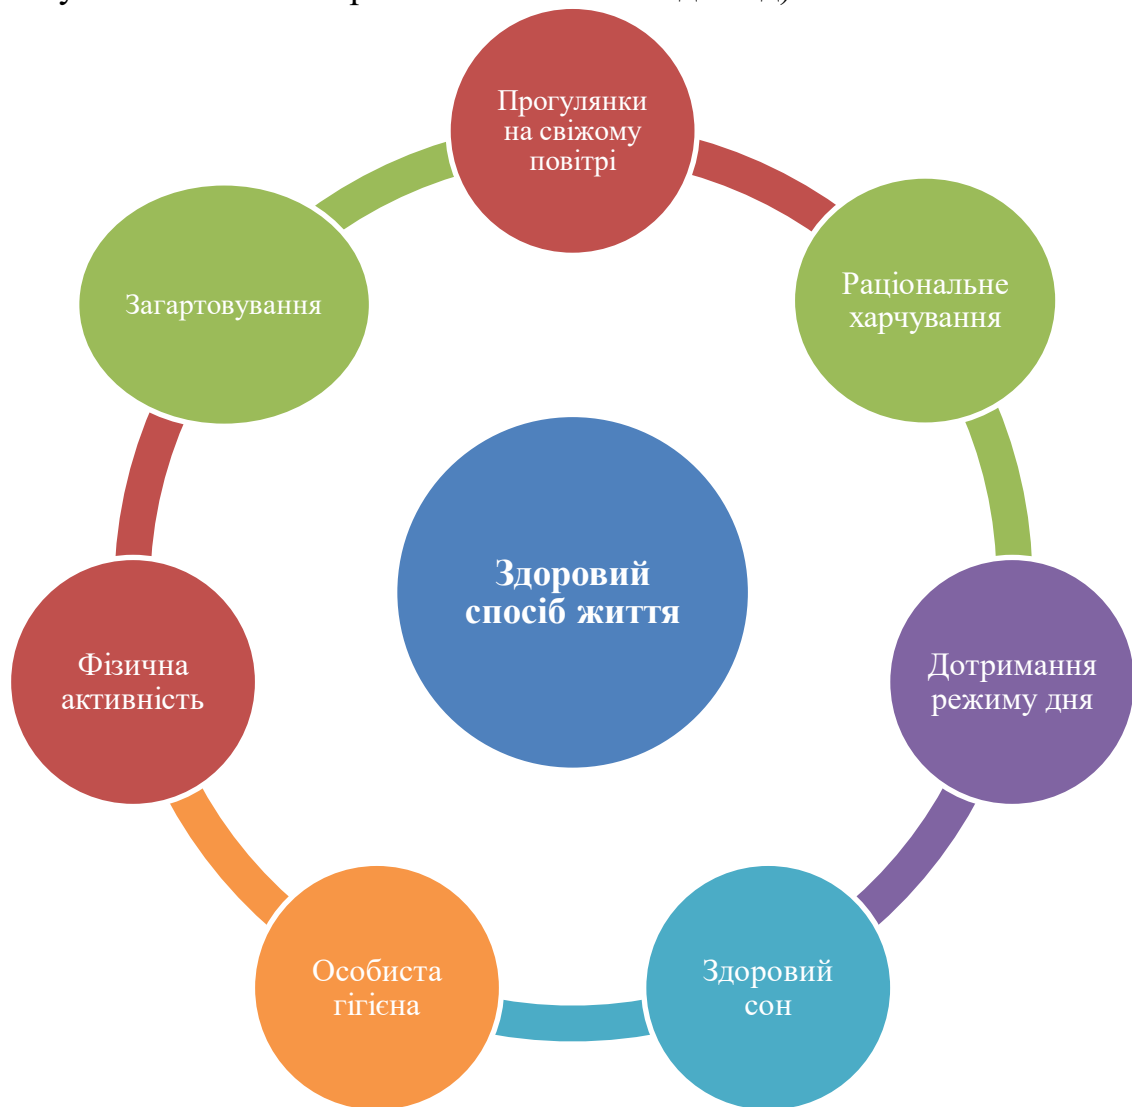 Прогулянки
на свіжому
повітрі
Раціональне
харчування
Дотримання
режиму дня
Здоровий
сон
Особиста
гігієна
Фізична
активність
Загартовування
Здоровий
спосіб життя